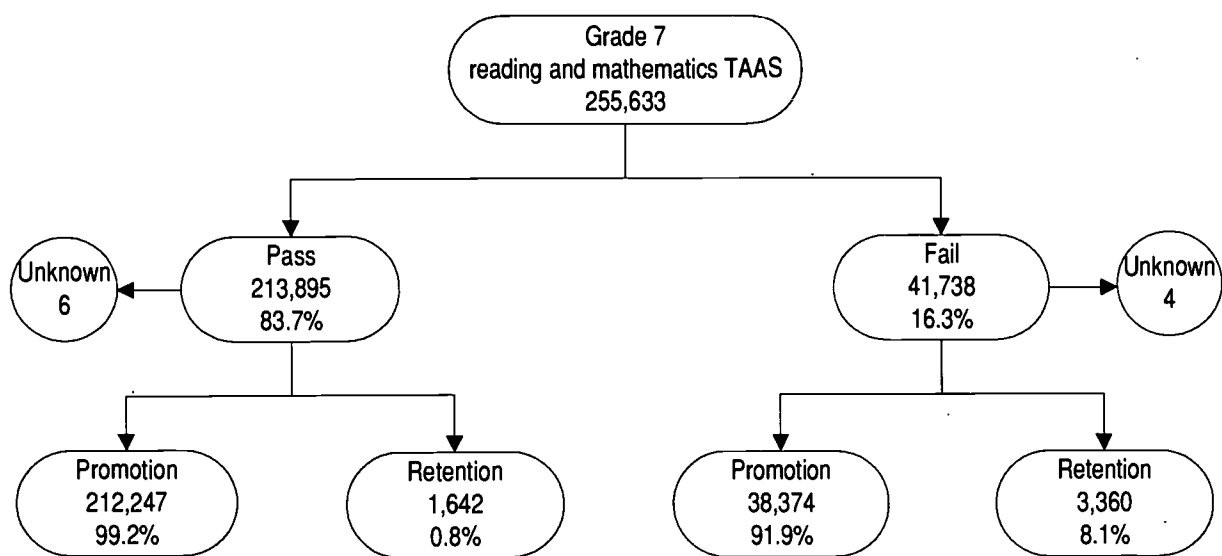 Grade 7
reading and mathematics TAAS
255,633
Pass
213,895
83.7%
Unknown
6
Fail
41,738
16.3%
Unknown
4
Promotion
212,247
99.2%
Retention
1,642
0.8%
Promotion
38,374
91.9%
Retention
3,360
8.1%